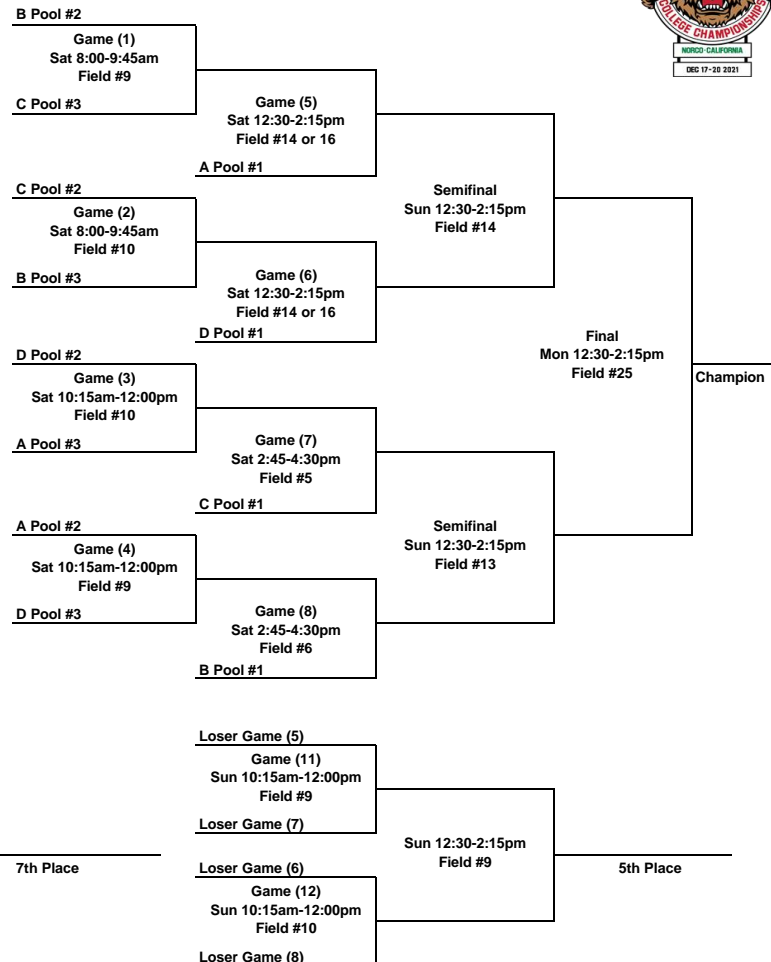 COLLEGE CHAMPIONSHIPS
NORCO-CALIFORNIA
DEC 17-20 2021
B Pool #2
Game (1)
Sat 8:00-9:45am
Field #9
C Pool #3
Game (5)
Sat 12:30-2:15pm
Field #14 or 16
A Pool #1
C Pool #2
Game (2)
Sat 8:00-9:45am
Field #10
B Pool #3
Semifinal
Sun 12:30-2:15pm
Field #14
Game (6)
Sat 12:30-2:15pm
Field #14 or 16
D Pool #1
Final
Mon 12:30-2:15pm
Field #25
Champion
D Pool #2
Game (3)
Sat 10:15am-12:00pm
Field #10
A Pool #3
Game (7)
Sat 2:45-4:30pm
Field #5
C Pool #1
A Pool #2
Game (4)
Sat 10:15am-12:00pm
Field #9
D Pool #3
Semifinal
Sun 12:30-2:15pm
Field #13
Game (8)
Sat 2:45-4:30pm
Field #6
B Pool #1
Loser Game (5)
Game (11)
Sun 10:15am-12:00pm
Field #9
Loser Game (7)
Sun 12:30-2:15pm
Field #9
7th Place
Loser Game (6)
5th Place
Game (12)
Sun 10:15am-12:00pm
Field #10
Loser Game (8)